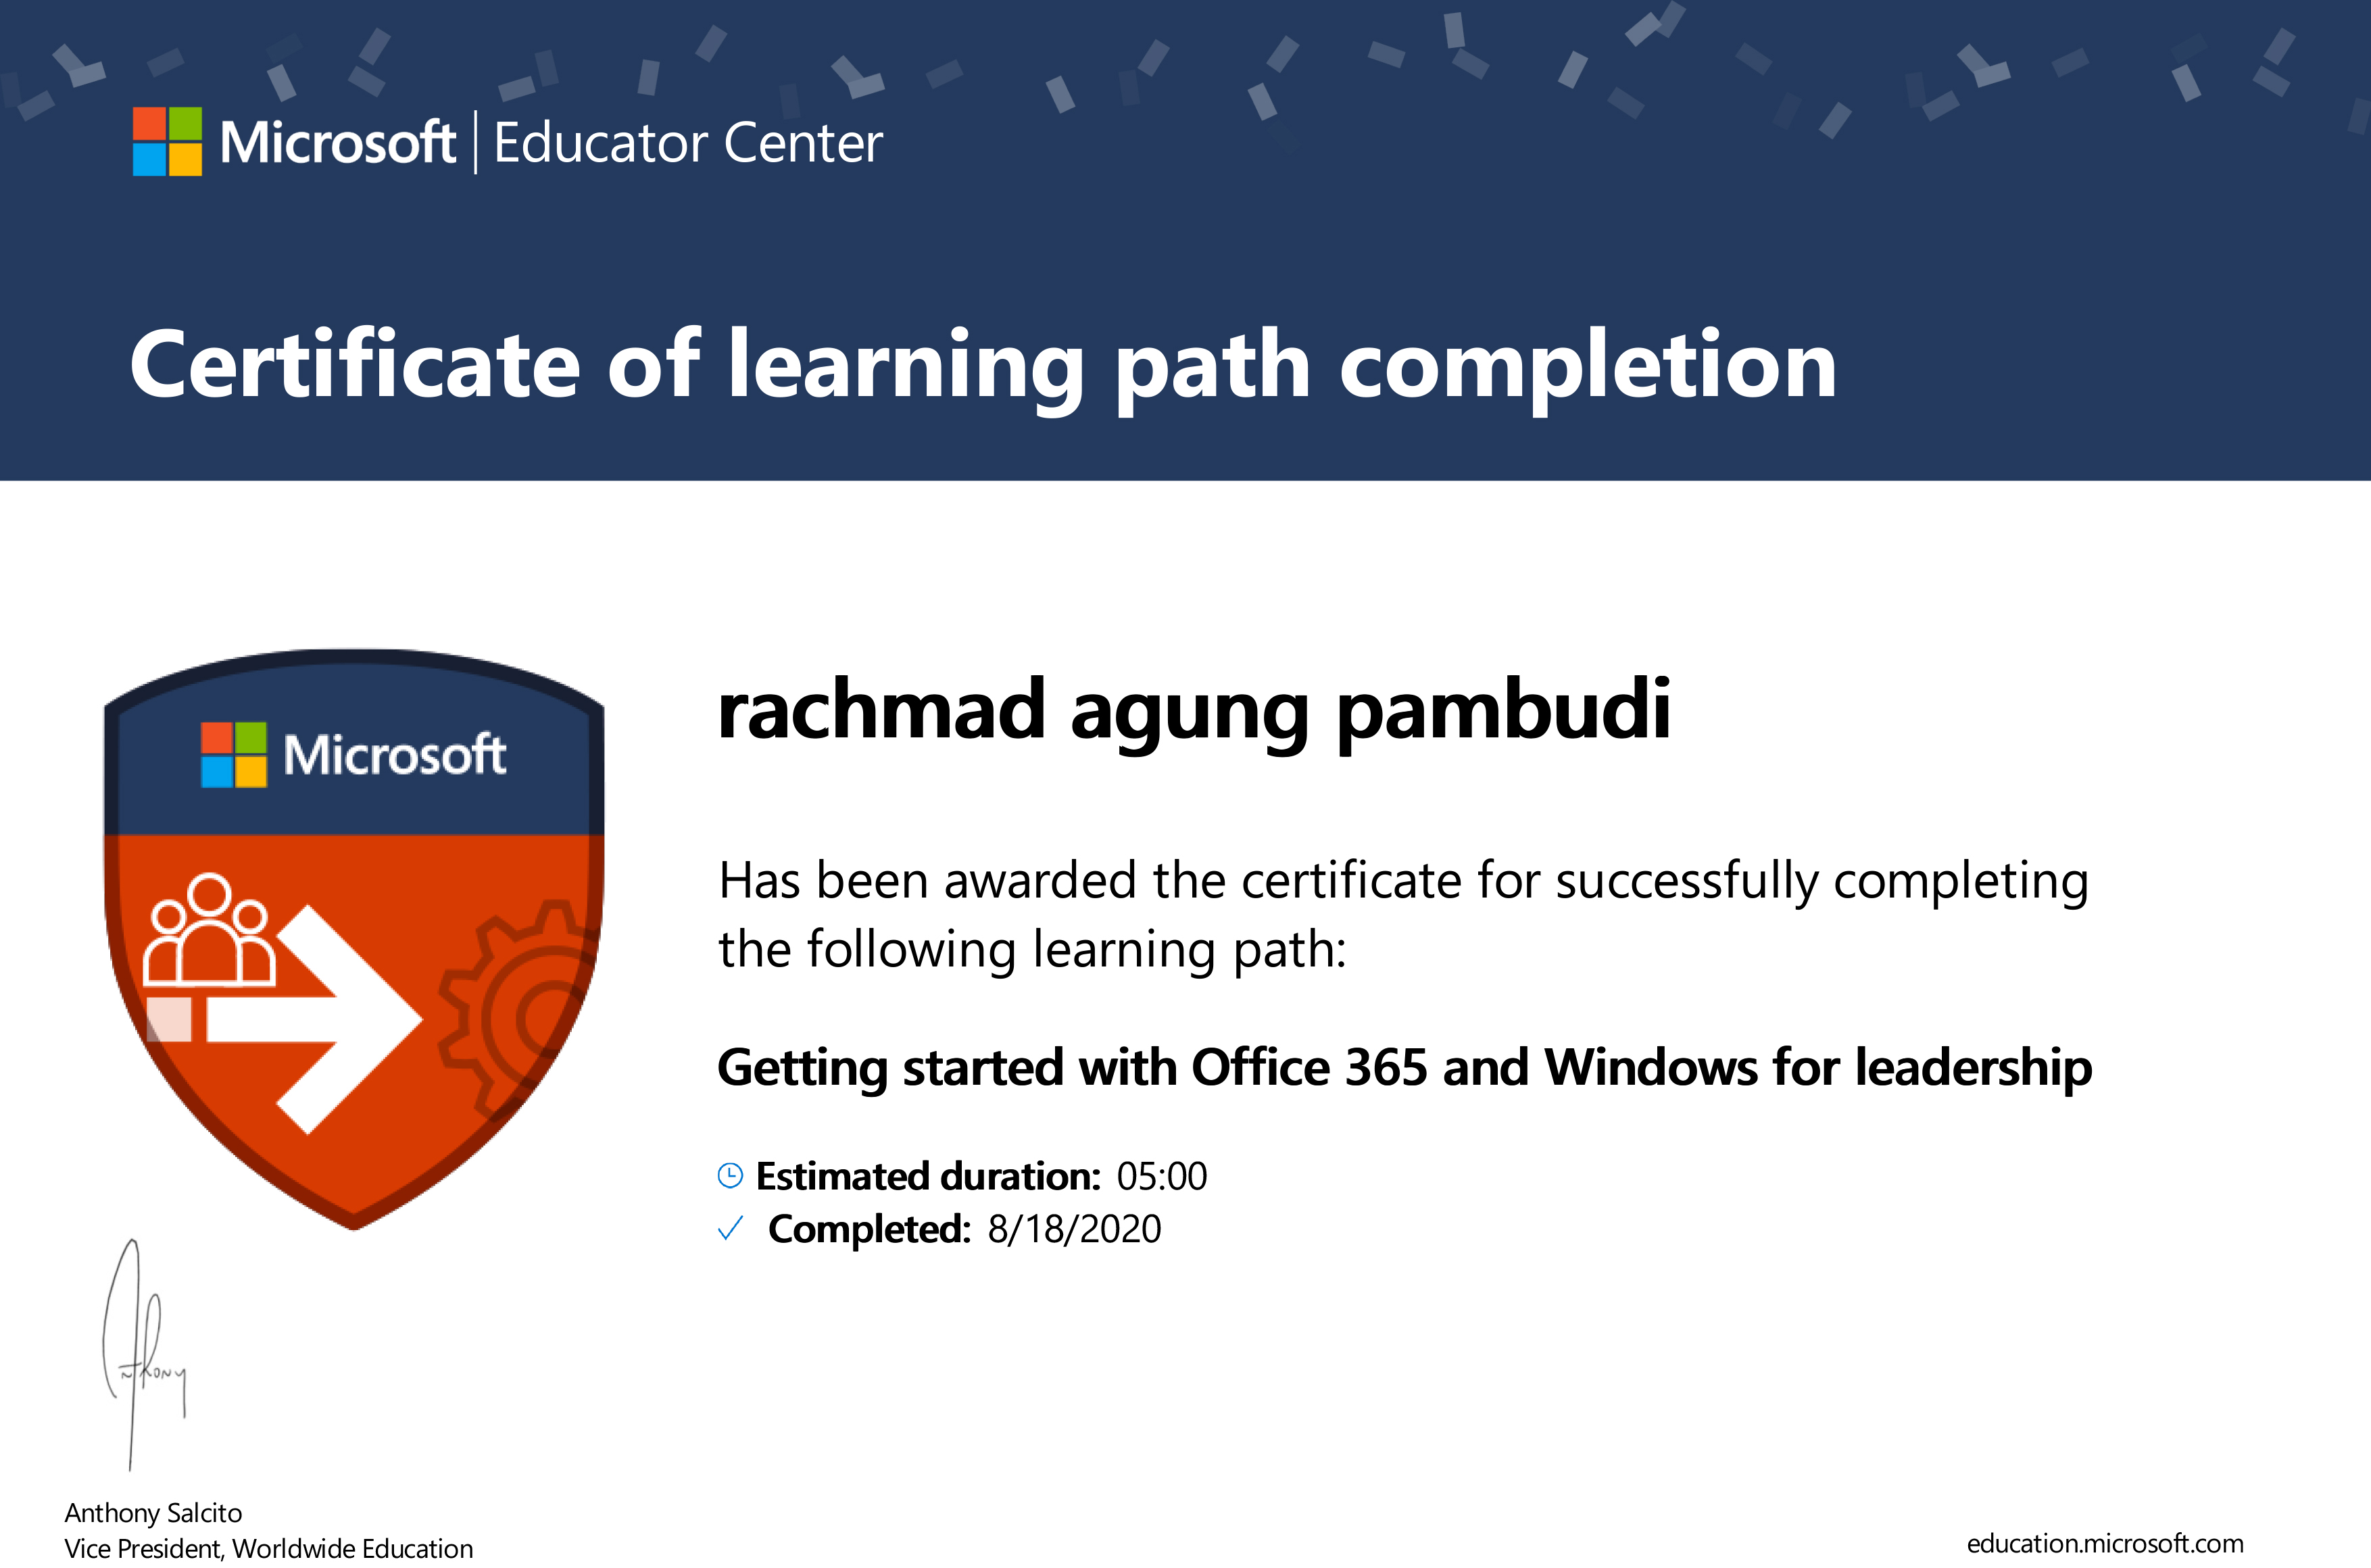 Microsoft | Educator Center
Certificate of learning path completion
Microsoft
rachmad agung pambudi
Has been awarded the certificate for successfully completing
the following learning path:
Getting started with Office 365 and Windows for leadership
Estimated duration: 05:00
Completed: 8/18/2020
Anthony
Anthony Salcito
Vice President, Worldwide Education
education.microsoft.com